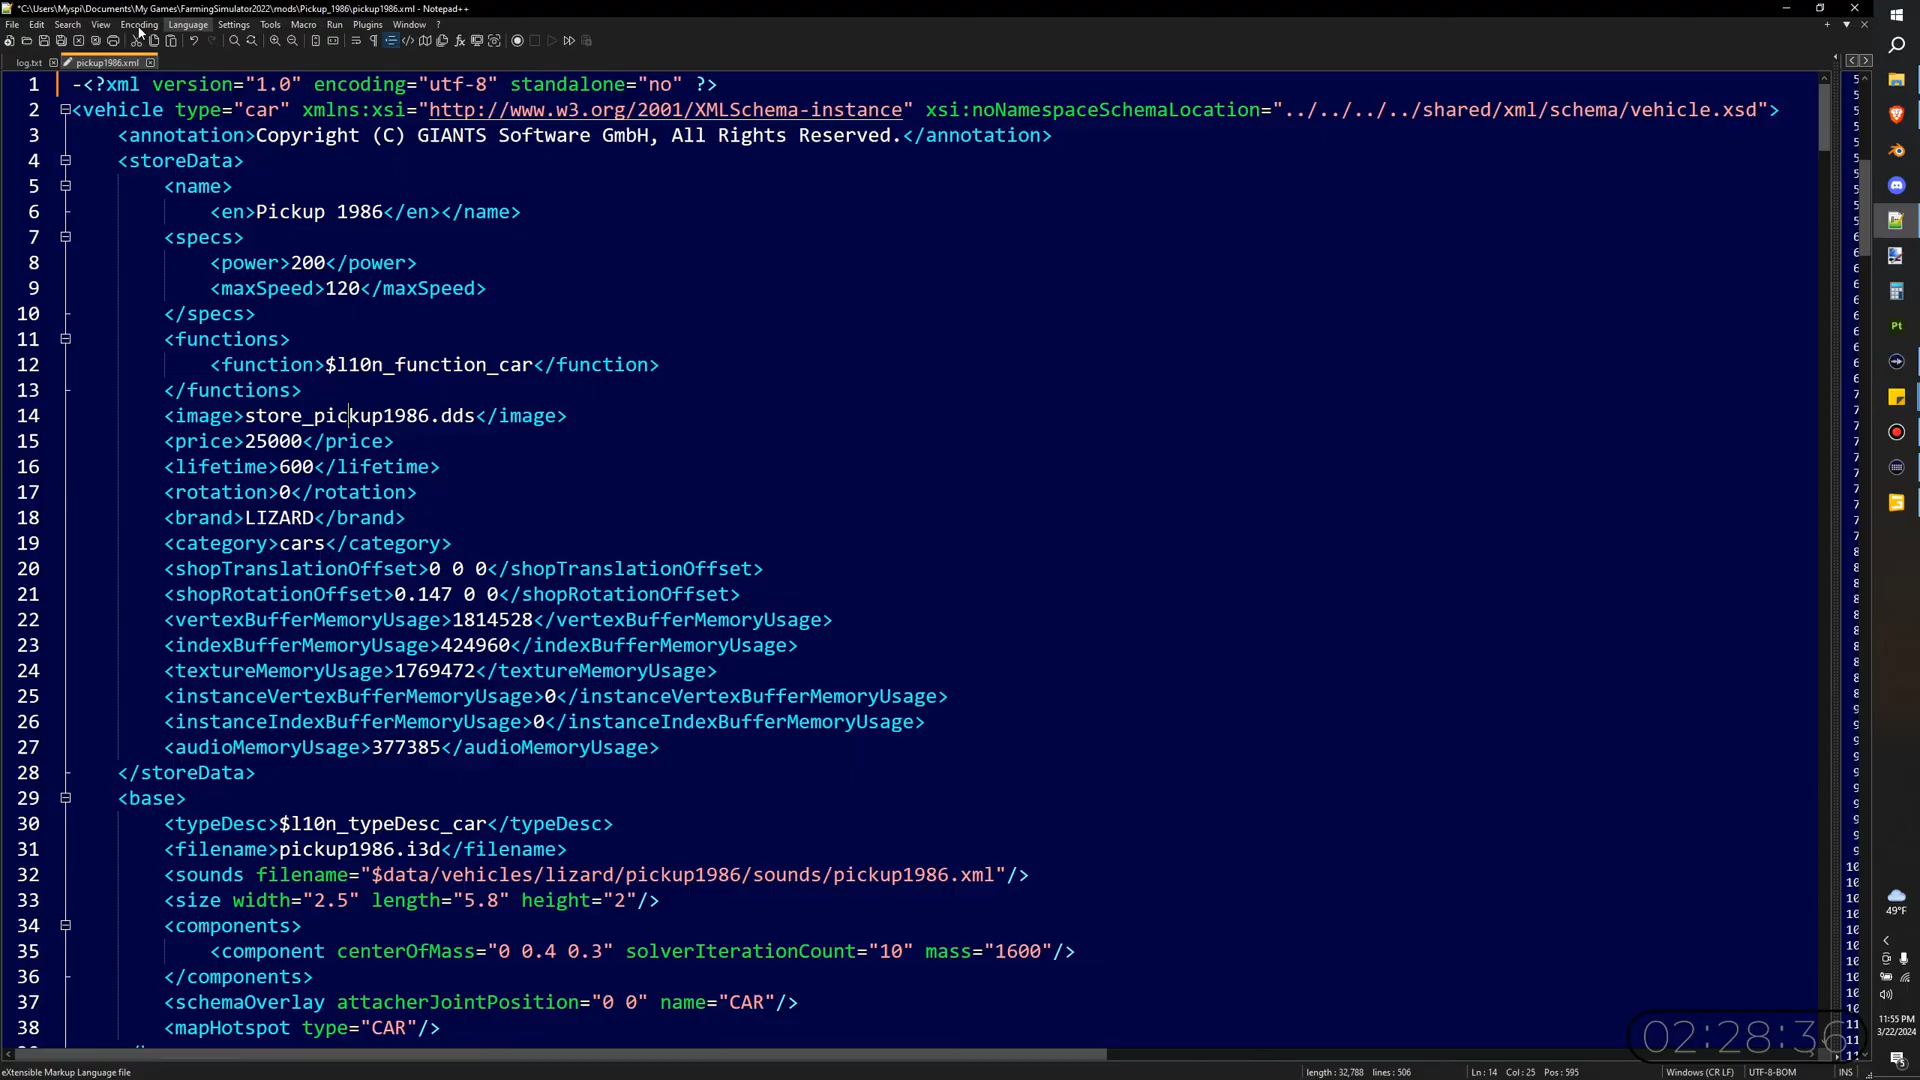 *C:\Users\Myspi\Documents\My Games\FarmingSimulator2022\mods\Pickup_1986\pickup1986.xml - Notepad++
File Edit Search View Encoding Language Settings Tools Macro Run Plugins Window ?
log.txt pickup1986.xml
1 -<?xml version="1.0" encoding="utf-8" standalone="no" ?>
2 <vehicle type="car" xmlns:xsi="http://www.w3.org/2001/XMLSchema-instance" xsi:noNamespaceSchemaLocation="../../../../shared/xml/schema/vehicle.xsd">
3 <annotation>Copyright (C) GIANTS Software GmbH, All Rights Reserved.</annotation>
4 <storeData>
5 <name>
6 <en>Pickup 1986</en></name>
7 <specs>
8 <power>200</power>
9 <maxSpeed>120</maxSpeed>
10 </specs>
11 <functions>
12 <function>$l10n_function_car</function>
13 </functions>
14 <image>store_pickup1986.dds</image>
15 <price>25000</price>
16 <lifetime>600</lifetime>
17 <rotation>0</rotation>
18 <brand>LIZARD</brand>
19 <category>cars</category>
20 <shopTranslationOffset>0 0 0</shopTranslationOffset>
21 <shopRotationOffset>0.147 0 0</shopRotationOffset>
22 <vertexBufferMemoryUsage>1814528</vertexBufferMemoryUsage>
23 <indexBufferMemoryUsage>424960</indexBufferMemoryUsage>
24 <textureMemoryUsage>1769472</textureMemoryUsage>
25 <instanceVertexBufferMemoryUsage>0</instanceVertexBufferMemoryUsage>
26 <instanceIndexBufferMemoryUsage>0</instanceIndexBufferMemoryUsage>
27 <audioMemoryUsage>377385</audioMemoryUsage>
28 </storeData>
29 <base>
30 <typeDesc>$l10n_typeDesc_car</typeDesc>
31 <filename>pickup1986.i3d</filename>
32 <sounds filename="$data/vehicles/lizard/pickup1986/sounds/pickup1986.xml"/>
33 <size width="2.5" length="5.8" height="2"/>
34 <components>
35 <component centerOfMass="0 0.4 0.3" solverIterationCount="10" mass="1600"/>
36 </components>
37 <schemaOverlay attacherJointPosition="0 0" name="CAR"/>
38 <mapHotspot type="CAR"/>
Pt
49°F
11:55 PM
3/22/2024
02:28:36
eXtensible Markup Language file length : 32,788 lines : 506 Ln : 14 Col : 25 Pos : 595 Windows (CR LF) UTF-8-BOM INS